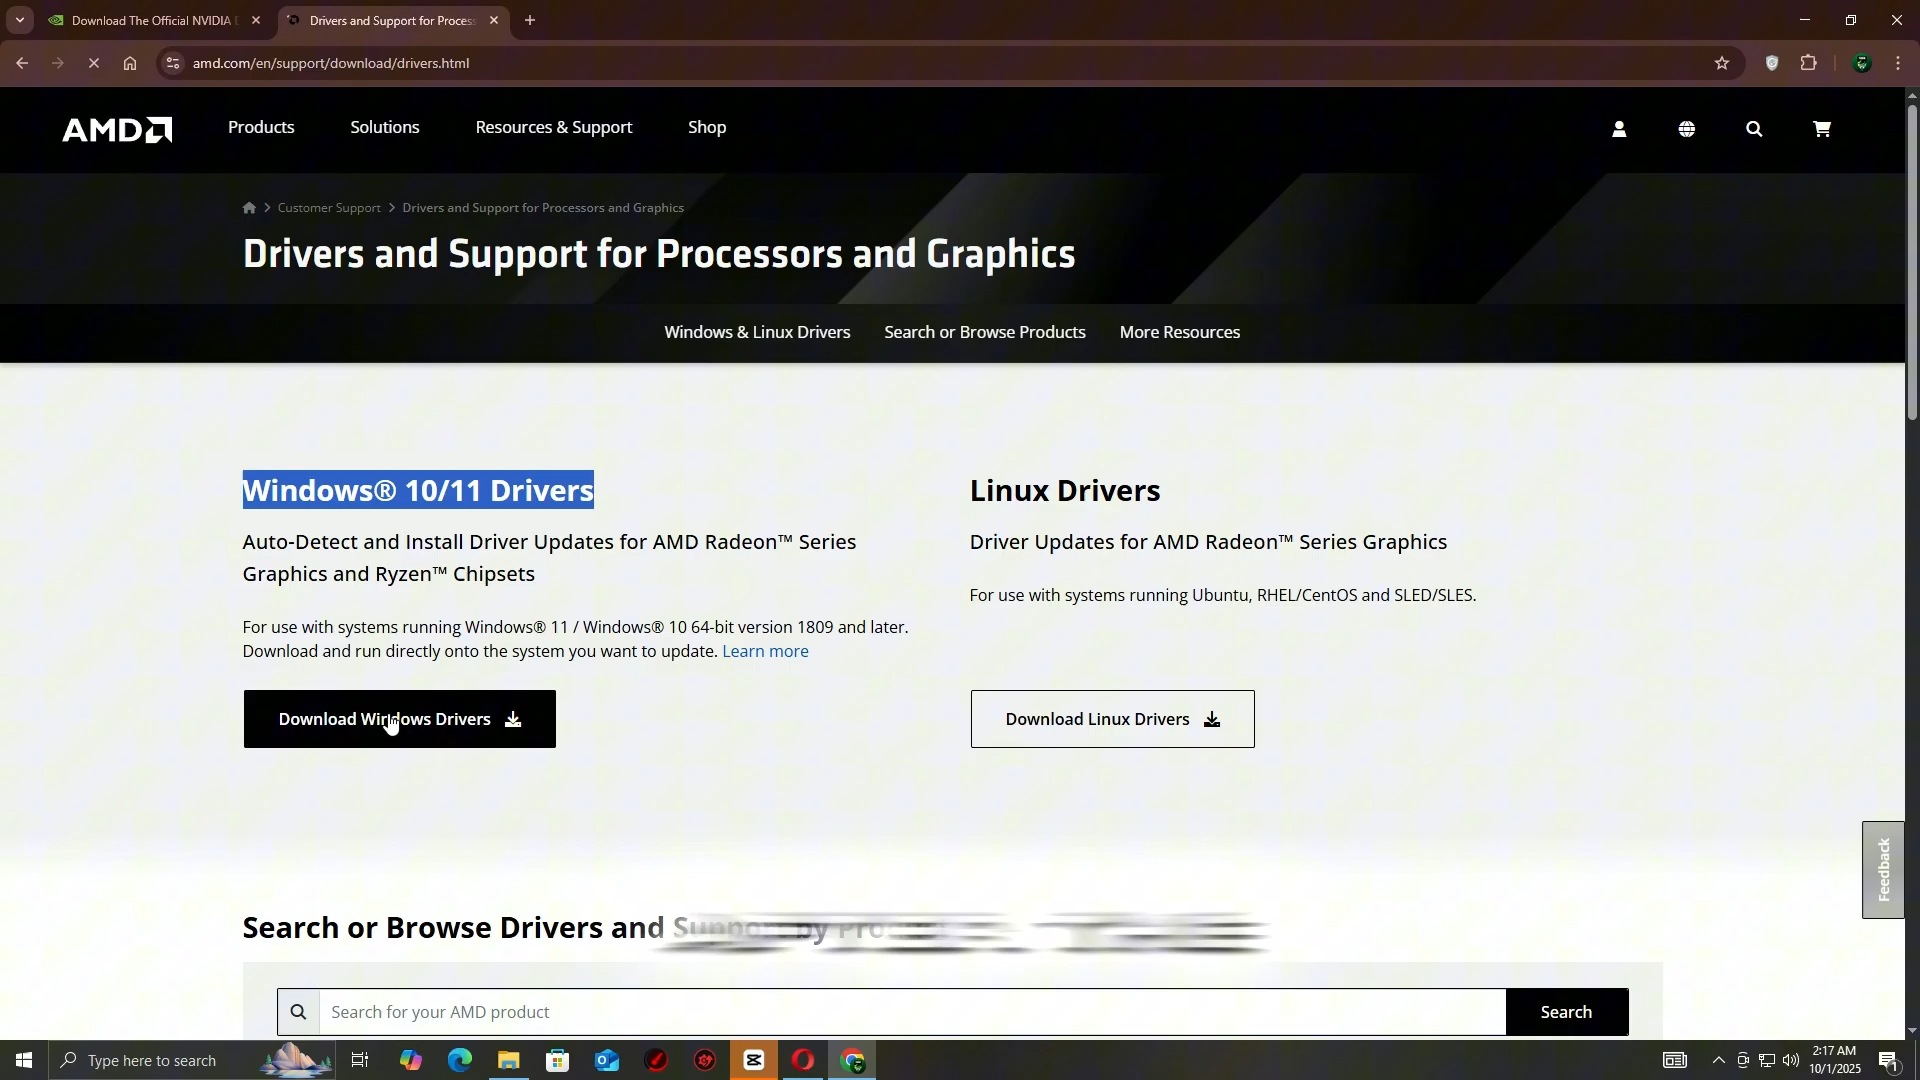 Download The Official NVIDIA
Drivers and Support for Process
amd.com/en/support/download/drivers.html
AMD
Products
Solutions
Resources & Support
Shop
Customer Support
Drivers and Support for Processors and Graphics
Drivers and Support for Processors and Graphics
Windows & Linux Drivers
Search or Browse Products
More Resources
Windows® 10/11 Drivers
Auto-Detect and Install Driver Updates for AMD Radeon™ Series
Graphics and Ryzen™ Chipsets
For use with systems running Windows® 11 / Windows® 10 64-bit version 1809 and later.
Download and run directly onto the system you want to update. Learn more
Download Windows Drivers
Linux Drivers
Driver Updates for AMD Radeon™ Series Graphics
For use with systems running Ubuntu, RHEL/CentOS and SLED/SLES.
Download Linux Drivers
Feedback
Search or Browse Drivers and Support by
Search for your AMD product
Search
Type here to search
2:17 AM
10/1/2025
1